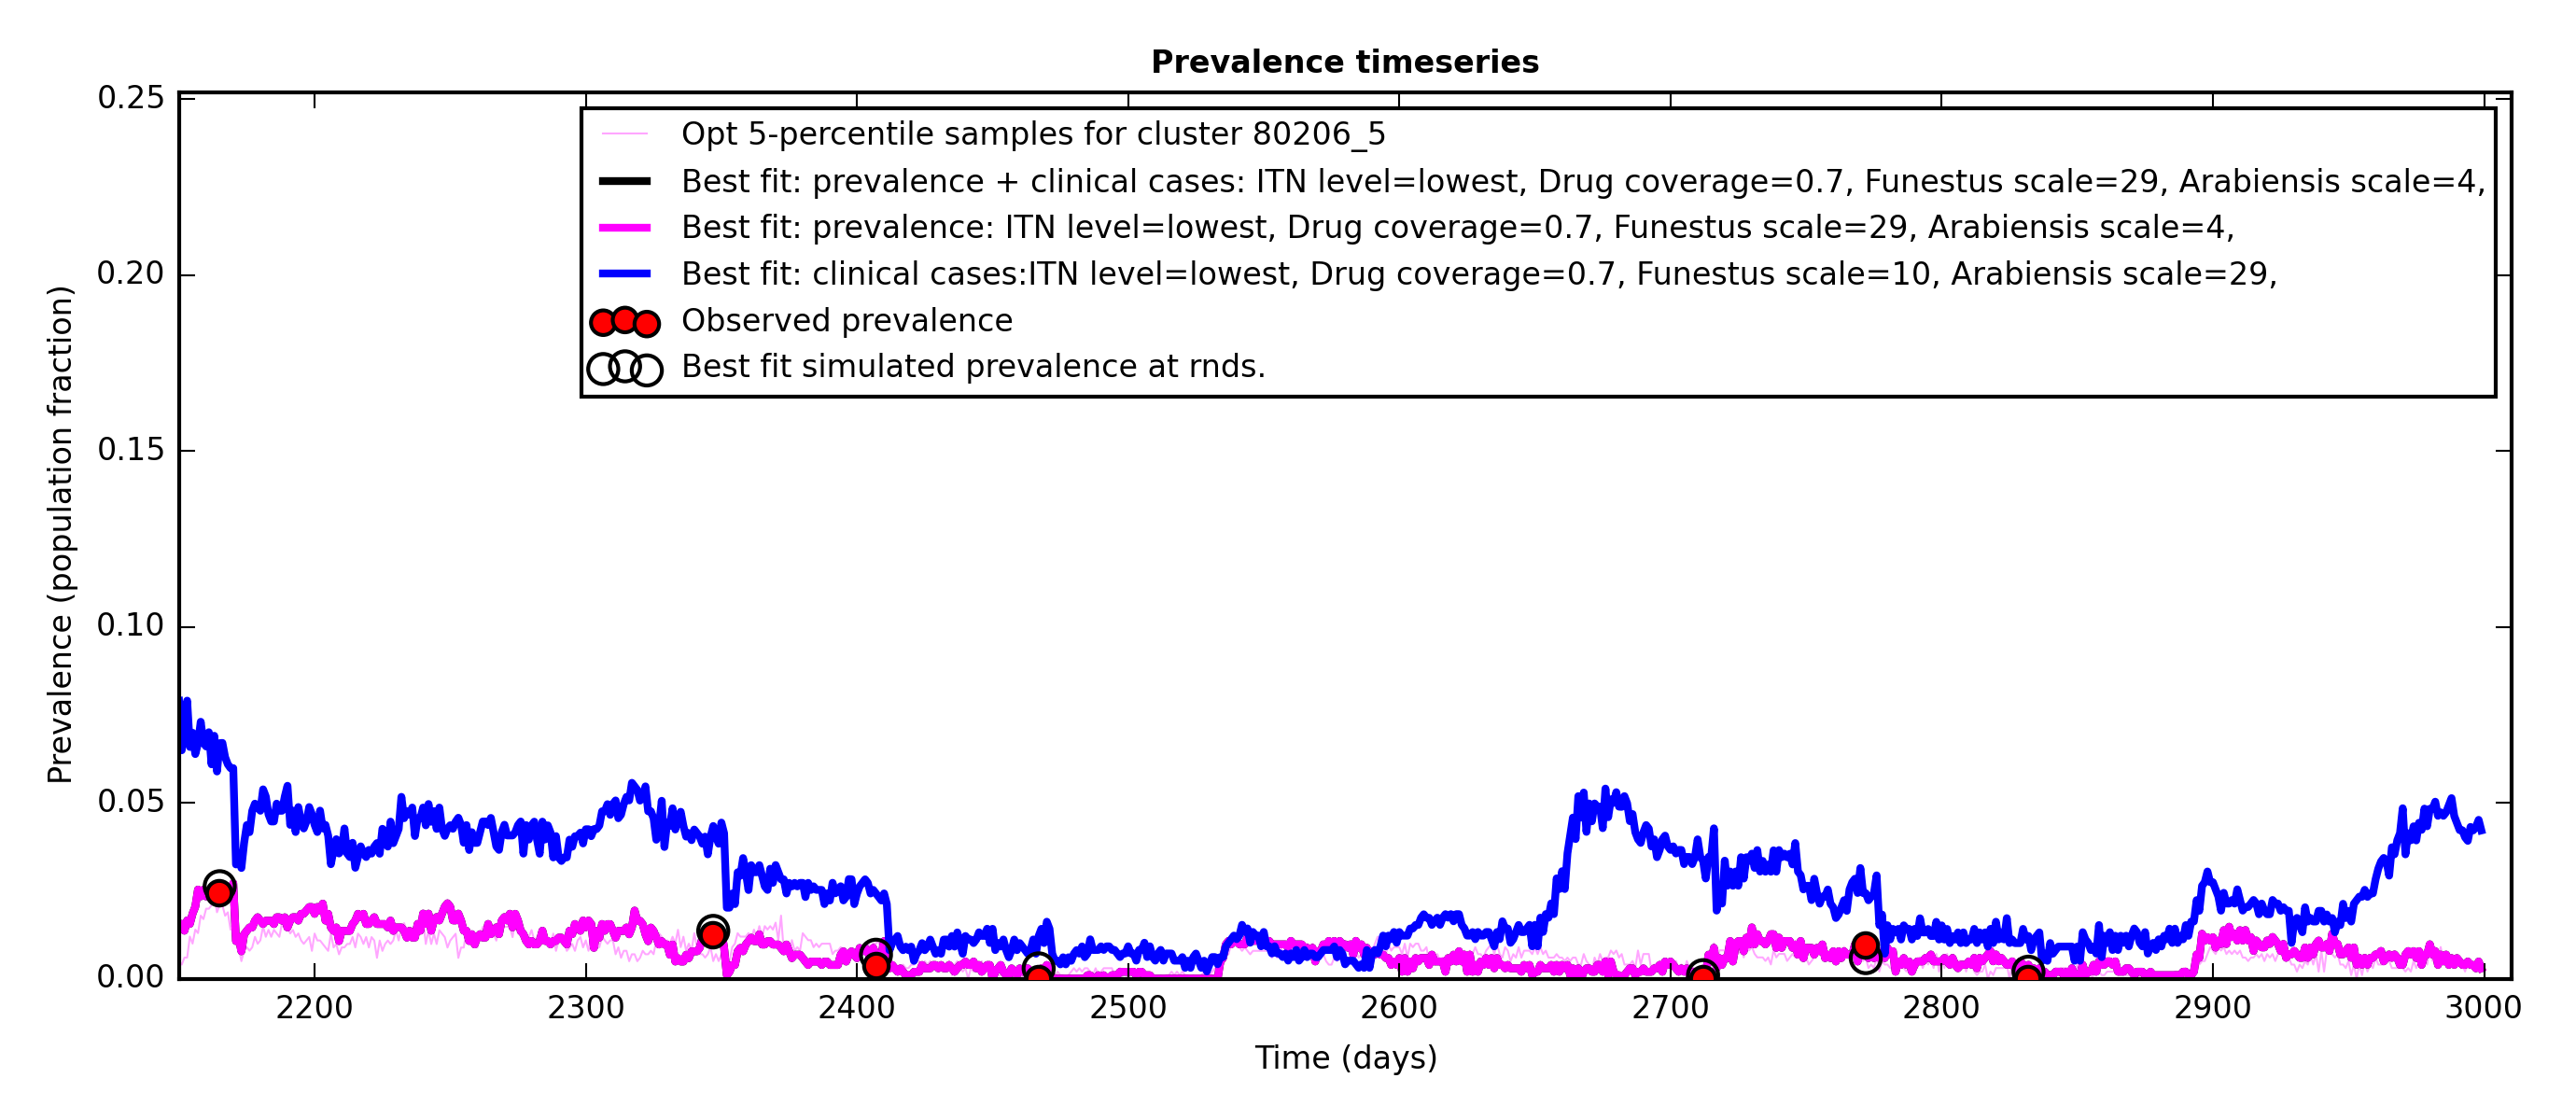 Prevalence timeseries
Prevalence (population fraction)
0.25
0.20
0.15
0.10
0.05
0.00
Opt 5-percentile samples for cluster 80206_5
Best fit: prevalence + clinical cases: ITN level=lowest, Drug coverage=0.7, Funestus scale=29, Arabiensis scale=4,
Best fit: prevalence: ITN level=lowest, Drug coverage=0.7, Funestus scale=29, Arabiensis scale=4,
Best fit: clinical cases:ITN level=lowest, Drug coverage=0.7, Funestus scale=10, Arabiensis scale=29,
Observed prevalence
Best fit simulated prevalence at rnds.
2200 2300 2400 2500 2600 2700 2800 2900 3000
Time (days)